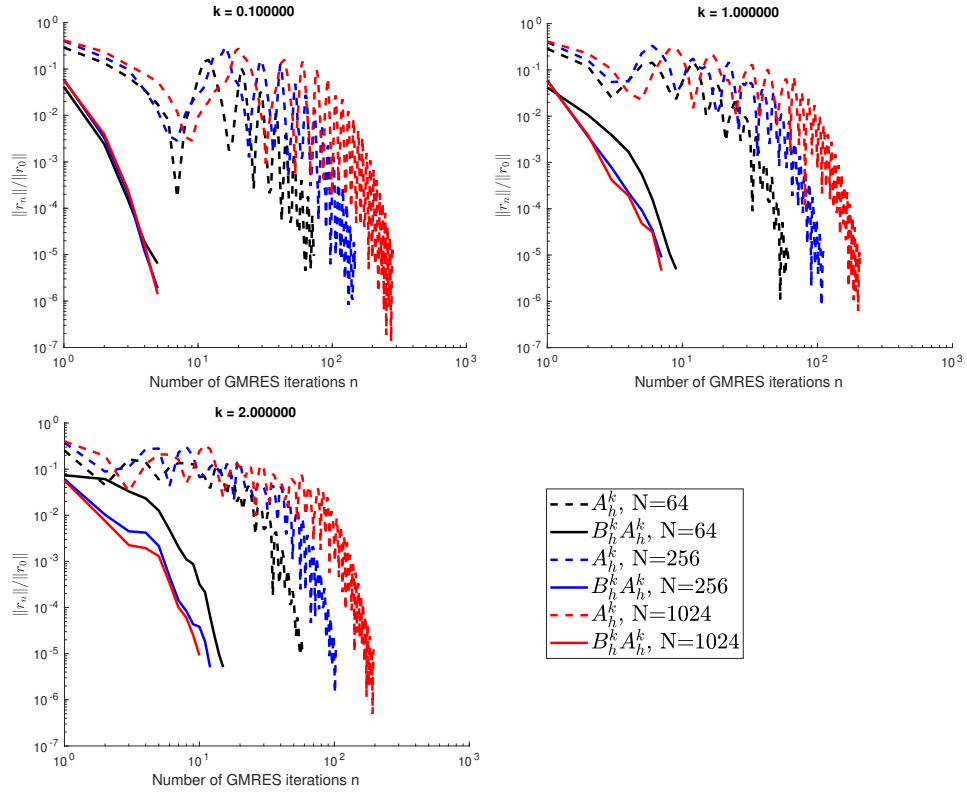 k = 0.100000
10^0
10^-1
10^-2
10^-3
10^-4
10^-5
10^-6
10^-7
||r_n||/||r_0||
10^0
10^1
10^2
10^3
Number of GMRES iterations n
k = 1.000000
10^0
10^-1
10^-2
10^-3
10^-4
10^-5
10^-6
10^-7
||r_n||/||r_0||
10^0
10^1
10^2
10^3
Number of GMRES iterations n
k = 2.000000
10^0
10^-1
10^-2
10^-3
10^-4
10^-5
10^-6
10^-7
||r_n||/||r_0||
10^0
10^1
10^2
10^3
Number of GMRES iterations n
A_h^k, N=64
B_h^k A_h^k, N=64
A_h^k, N=256
B_h^k A_h^k, N=256
A_h^k, N=1024
B_h^k A_h^k, N=1024